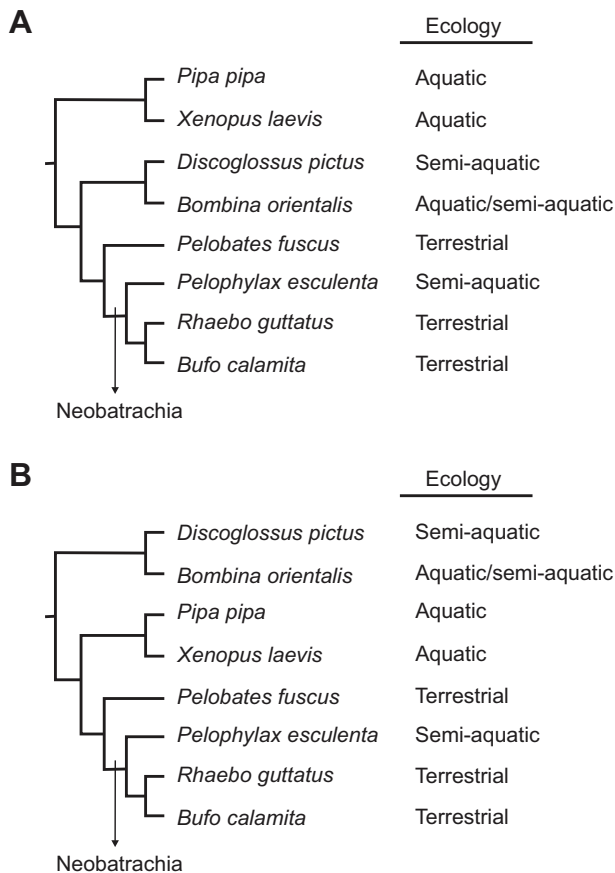 A
Ecology
Pipa pipa Aquatic
Xenopus laevis Aquatic
Discoglossus pictus Semi-aquatic
Bombina orientalis Aquatic/semi-aquatic
Pelobates fuscus Terrestrial
Pelophylax esculenta Semi-aquatic
Rhaebo guttatus Terrestrial
Bufo calamita Terrestrial
Neobatrachia
B
Ecology
Discoglossus pictus Semi-aquatic
Bombina orientalis Aquatic/semi-aquatic
Pipa pipa Aquatic
Xenopus laevis Aquatic
Pelobates fuscus Terrestrial
Pelophylax esculenta Semi-aquatic
Rhaebo guttatus Terrestrial
Bufo calamita Terrestrial
Neobatrachia